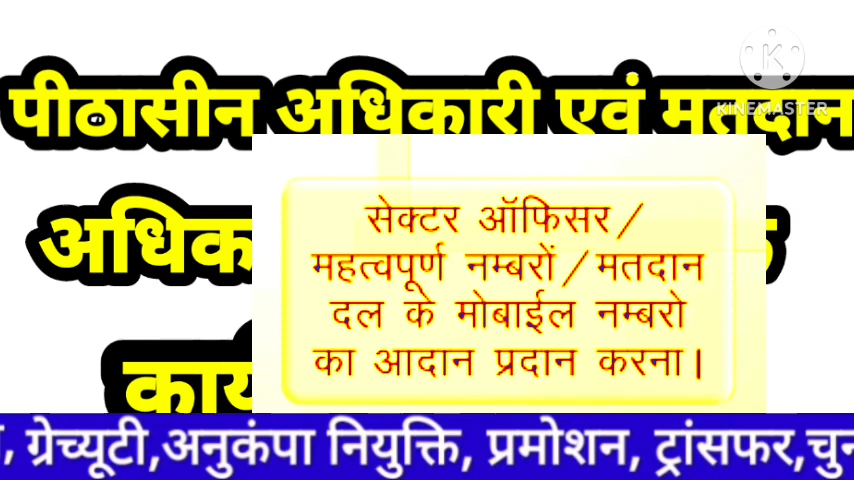 KINEMASTER
पीठासीन अधिकारी एवं मतदान
सेक्टर ऑफिसर/
महत्वपूर्ण नम्बरों/मतदान
दल के मोबाईल नम्बरो
का आदान प्रदान करना।
ग्रेच्यूटी,अनुकंपा नियुक्ति, प्रमोशन, ट्रांसफर,